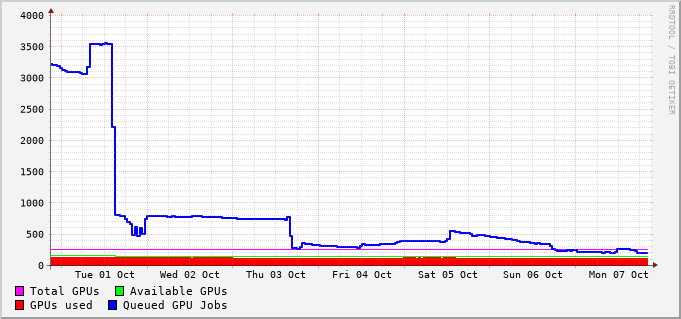 4000
3500
3000
2500
2000
1500
1000
500
0
Tue 01 Oct Wed 02 Oct Thu 03 Oct Fri 04 Oct Sat 05 Oct Sun 06 Oct Mon 07 Oct
Total GPUs Available GPUs
GPUs used Queued GPU Jobs
RRDTOOL / TOBI OETIKER